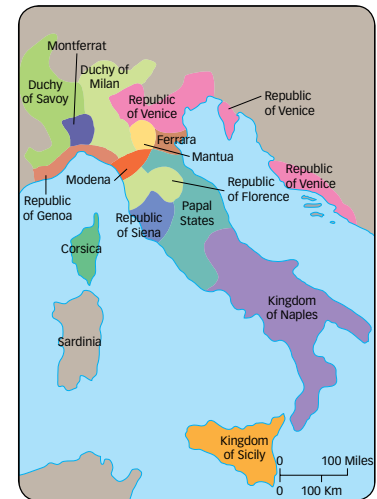 Montferrat
Duchy of
Milan
Duchy
of Savoy
Republic
of Venice
Republic
of Venice
Ferrara
Mantua
Modena
Republic
of Venice
Republic
of Florence
Republic
of Genoa
Republic
of Siena
Papal
States
Corsica
Kingdom
of Naples
Sardinia
Kingdom
of Sicily
0 100 Miles
0 100 Km